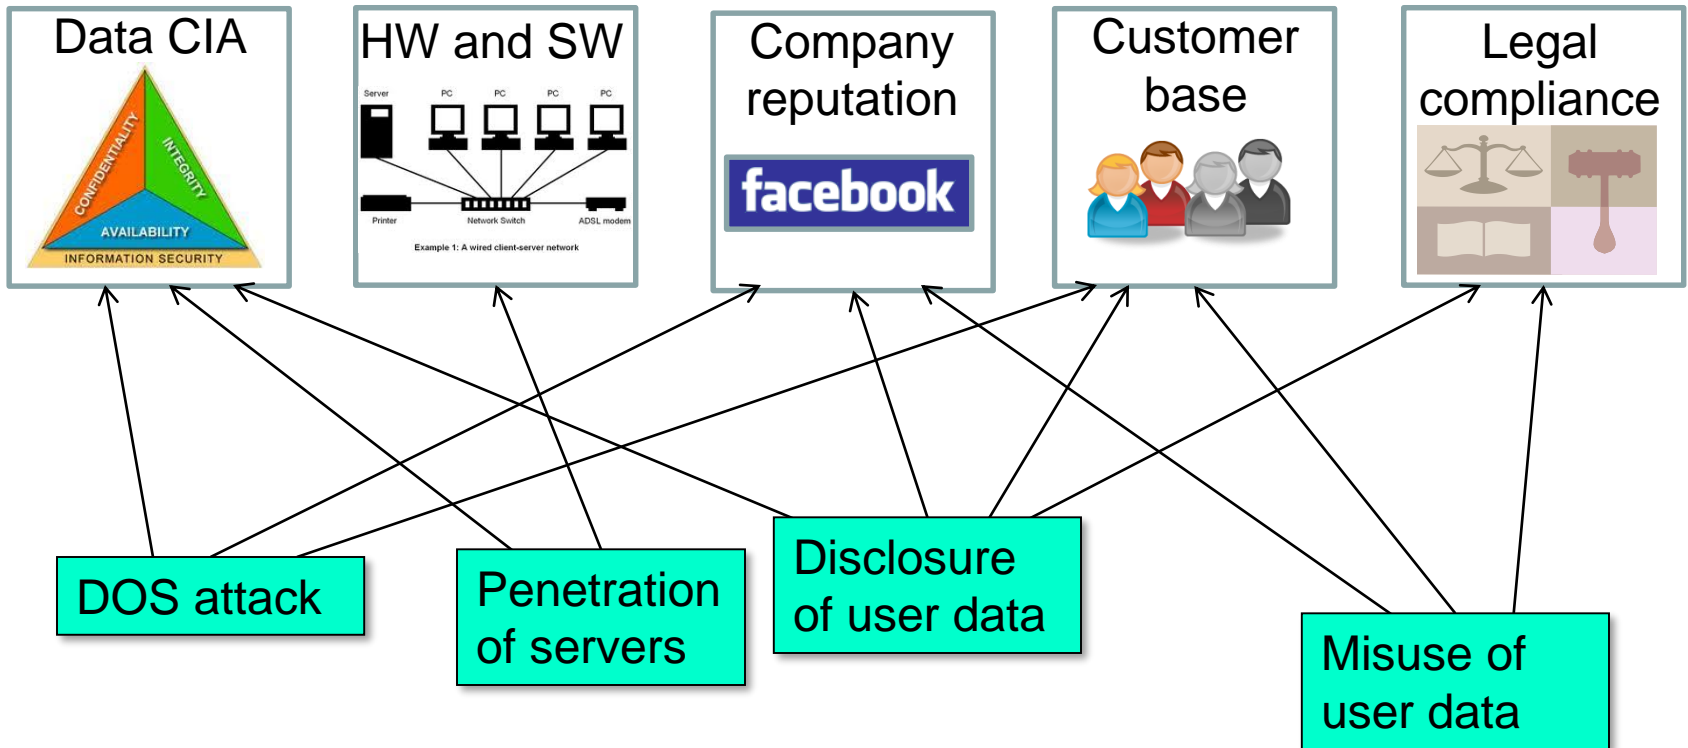 Data CIA
CONFIDENTIALITY
INTEGRITY
AVAILABILITY
INFORMATION SECURITY
HW and SW
Server
PC
PC
PC
PC
Printer
Network Switch
ADSL modem
Example 1: A wired client-server network
Company
reputation
facebook
Customer
base
Legal
compliance
DOS attack
Penetration
of servers
Disclosure
of user data
Misuse of
user data